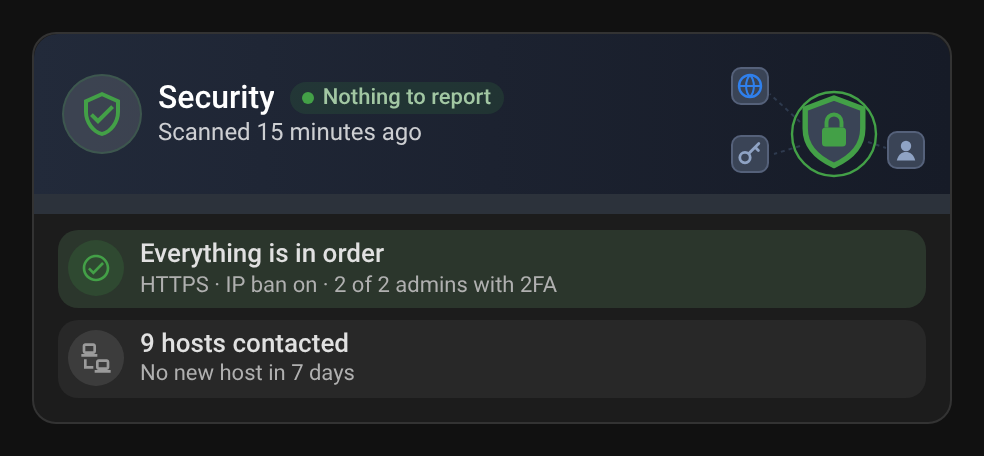 Security
Nothing to report
Scanned 15 minutes ago
Everything is in order
HTTPS · IP ban on · 2 of 2 admins with 2FA
9 hosts contacted
No new host in 7 days